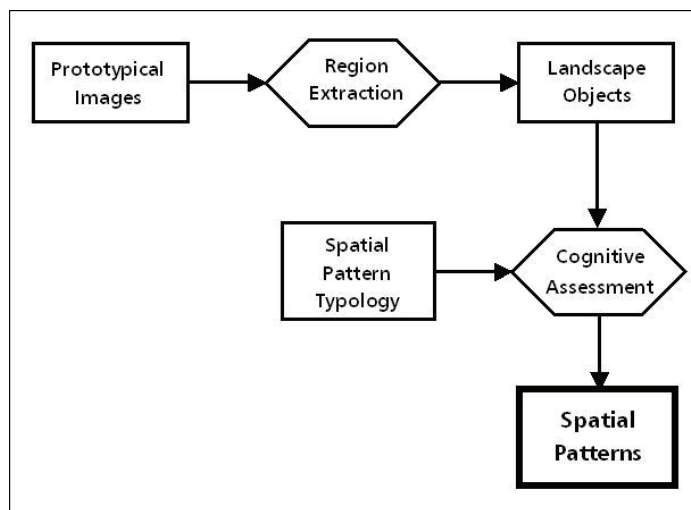 Prototypical
Images
Region
Extraction
Landscape
Objects
Spatial
Pattern
Typology
Cognitive
Assessment
Spatial
Patterns